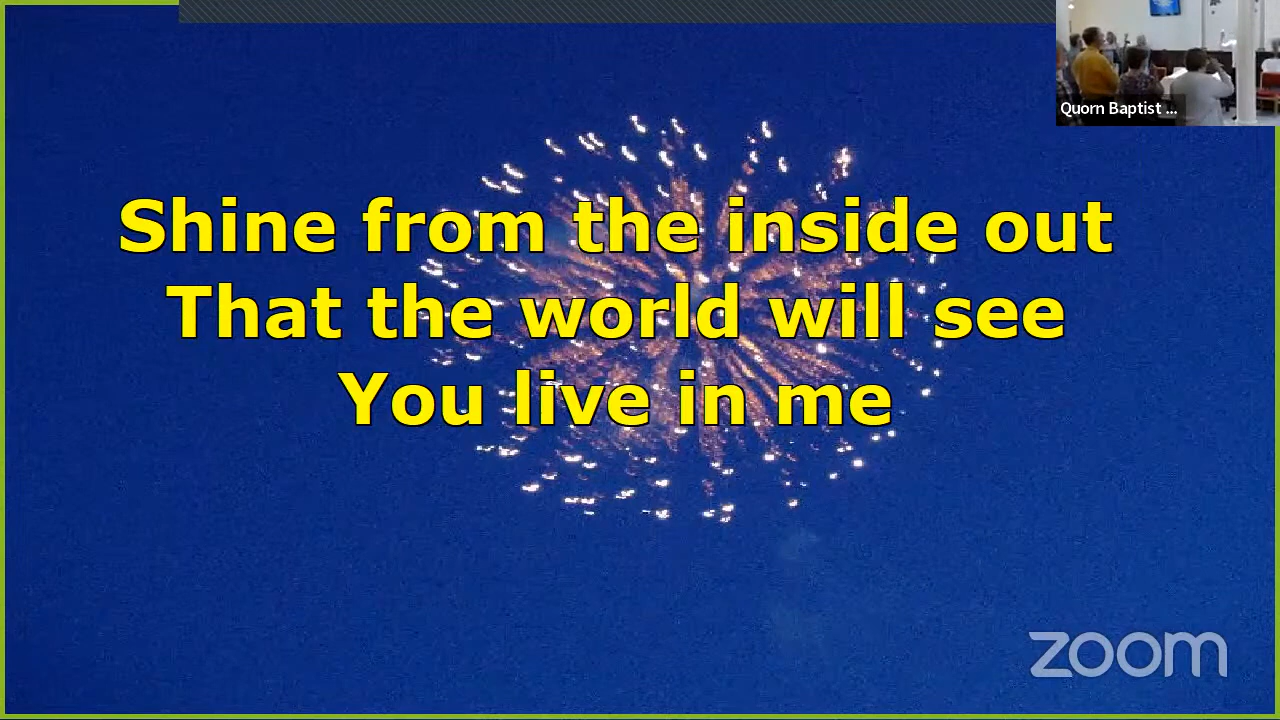 Quorn Baptist ...
Shine from the inside out
That the world will see
You live in me
zoom